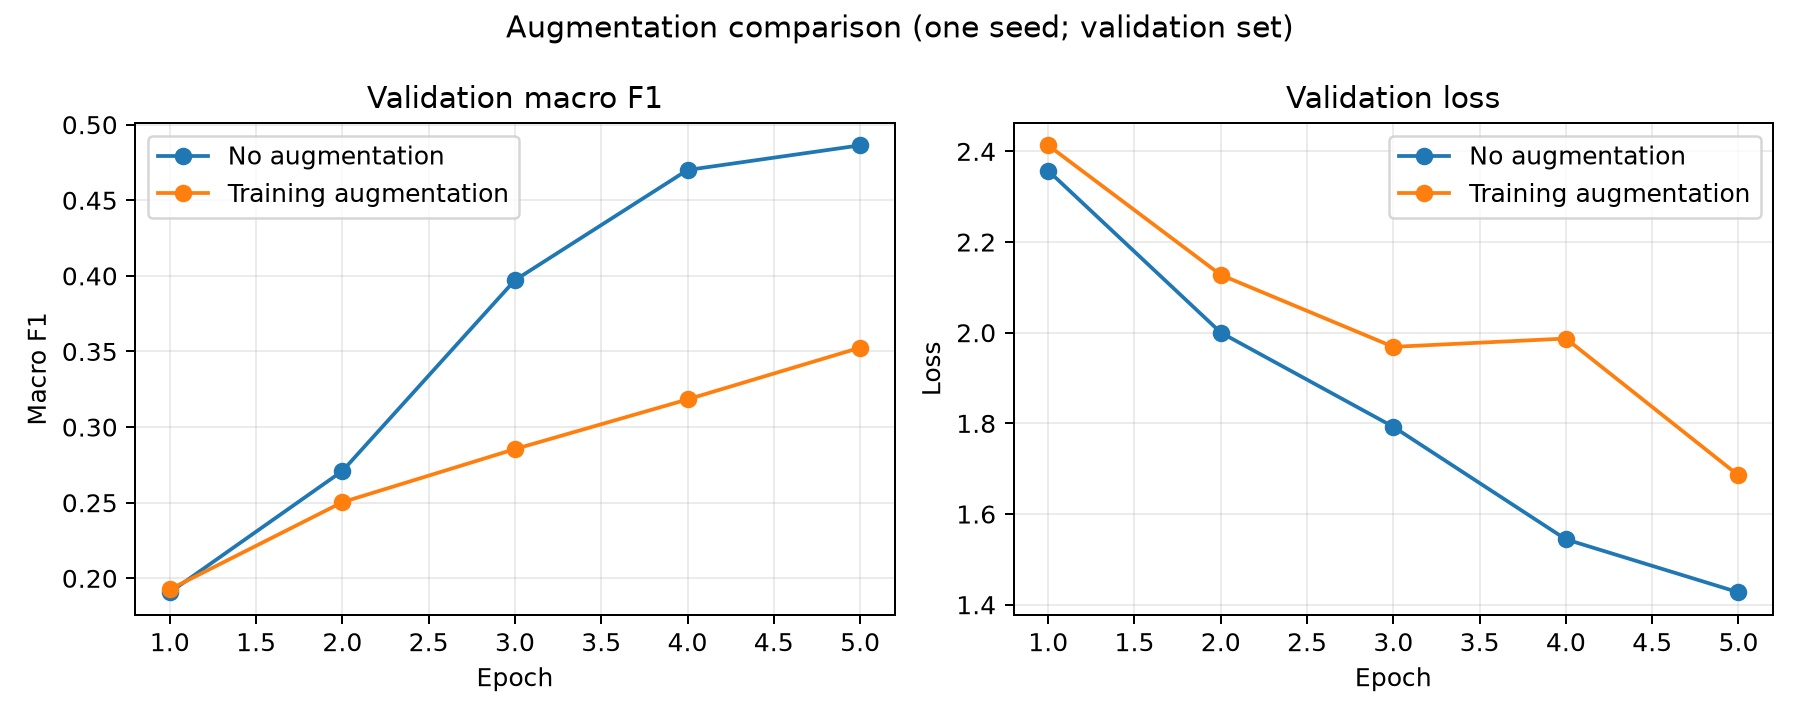 Augmentation comparison (one seed; validation set)
Validation macro F1
0.50
0.45
0.40
0.35
0.30
0.25
0.20
Macro F1
No augmentation
Training augmentation
1.0 1.5 2.0 2.5 3.0 3.5 4.0 4.5 5.0
Epoch
Validation loss
2.4
2.2
2.0
1.8
1.6
1.4
Loss
No augmentation
Training augmentation
1.0 1.5 2.0 2.5 3.0 3.5 4.0 4.5 5.0
Epoch